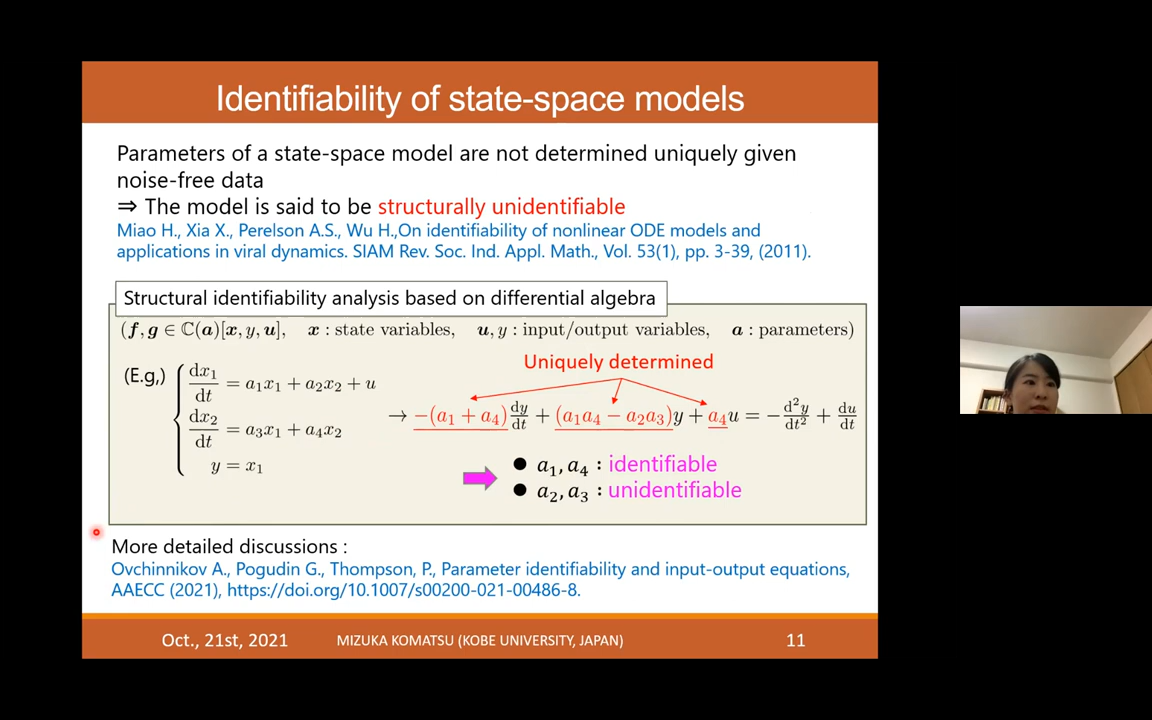 Identifiability of state-space models
Parameters of a state-space model are not determined uniquely given
noise-free data
⇒ The model is said to be structurally unidentifiable
Miao H., Xia X., Perelson A.S., Wu H.,On identifiability of nonlinear ODE models and
applications in viral dynamics. SIAM Rev. Soc. Ind. Appl. Math., Vol. 53(1), pp. 3-39, (2011).
Structural identifiability analysis based on differential algebra
(f, g ∈ ℂ(a)[x, y, u], x : state variables, u, y : input/output variables, a : parameters)
Uniquely determined
(E.g,) dx₁/dt = a₁x₁ + a₂x₂ + u
dx₂/dt = a₃x₁ + a₄x₂
y = x₁
→ −(a₁ + a₄) dy/dt + (a₁a₄ − a₂a₃)y + a₄u = − d²y/dt² + du/dt
● a₁, a₄ : identifiable
● a₂, a₃ : unidentifiable
More detailed discussions :
Ovchinnikov A., Pogudin G., Thompson, P., Parameter identifiability and input-output equations,
AAECC (2021), https://doi.org/10.1007/s00200-021-00486-8.
Oct., 21st, 2021 MIZUKA KOMATSU (KOBE UNIVERSITY, JAPAN) 11